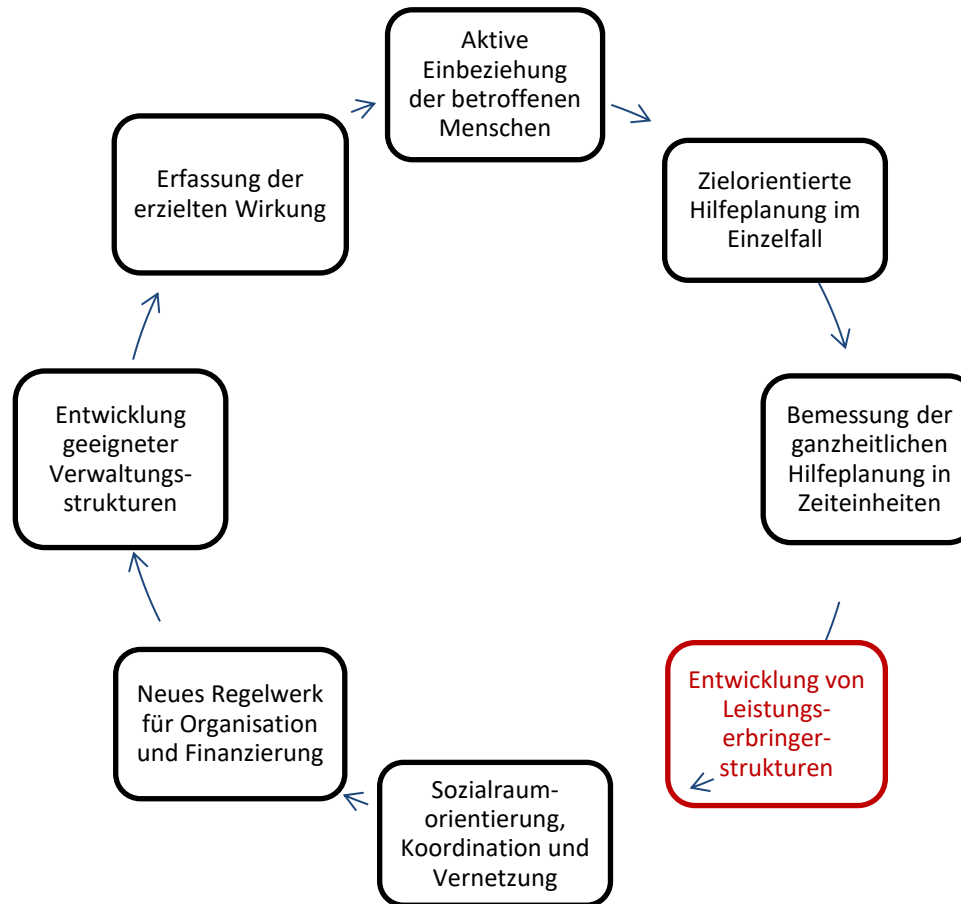 Aktive
Einbeziehung
der betroffenen
Menschen
Zielorientierte
Hilfeplanung im
Einzelfall
Bemessung der
ganzheitlichen
Hilfeplanung in
Zeiteinheiten
Entwicklung von
Leistungs-
erbringer-
strukturen
Sozialraum-
orientierung,
Koordination und
Vernetzung
Neues Regelwerk
für Organisation
und Finanzierung
Entwicklung
geeigneter
Verwaltungs-
strukturen
Erfassung der
erzielten Wirkung